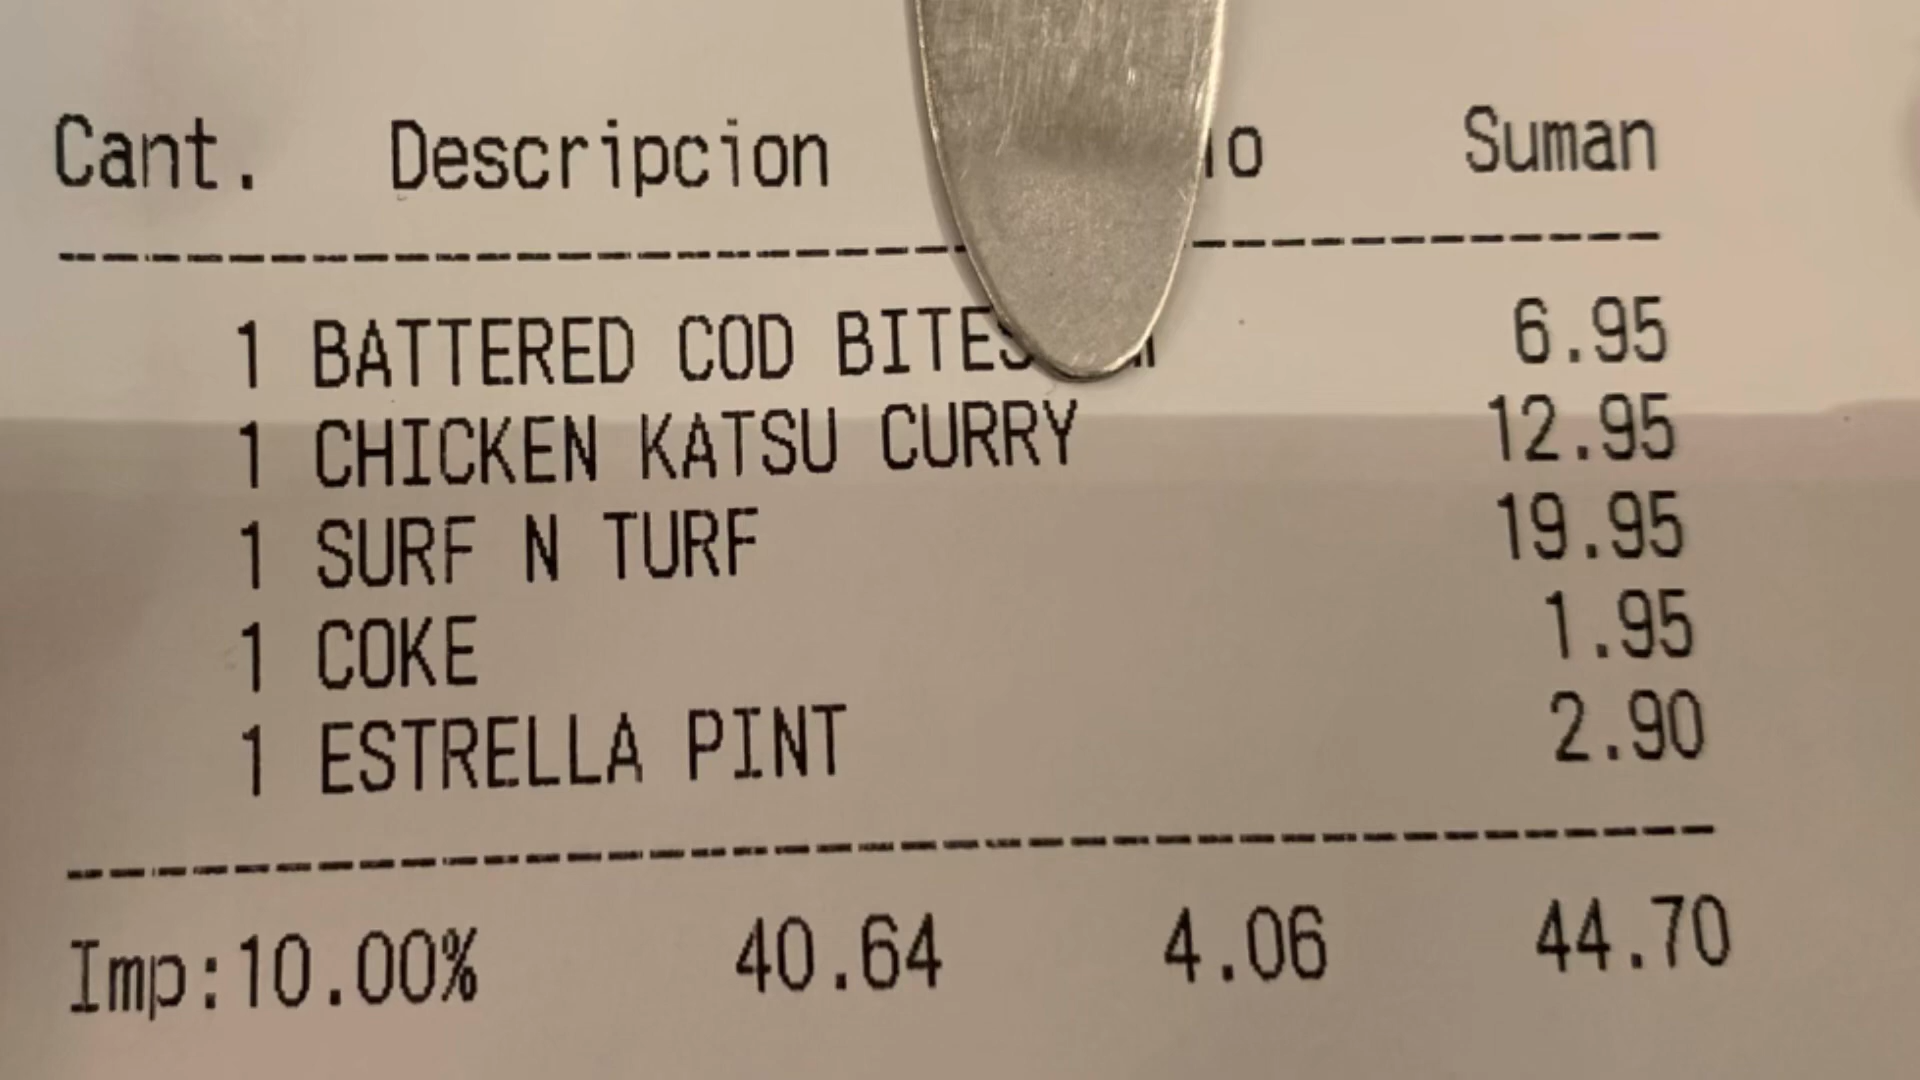 Cant. Descripcion Suman
1 BATTERED COD BITES 6.95
1 CHICKEN KATSU CURRY 12.95
1 SURF N TURF 19.95
1 COKE 1.95
1 ESTRELLA PINT 2.90
Imp:10.00% 40.64 4.06 44.70